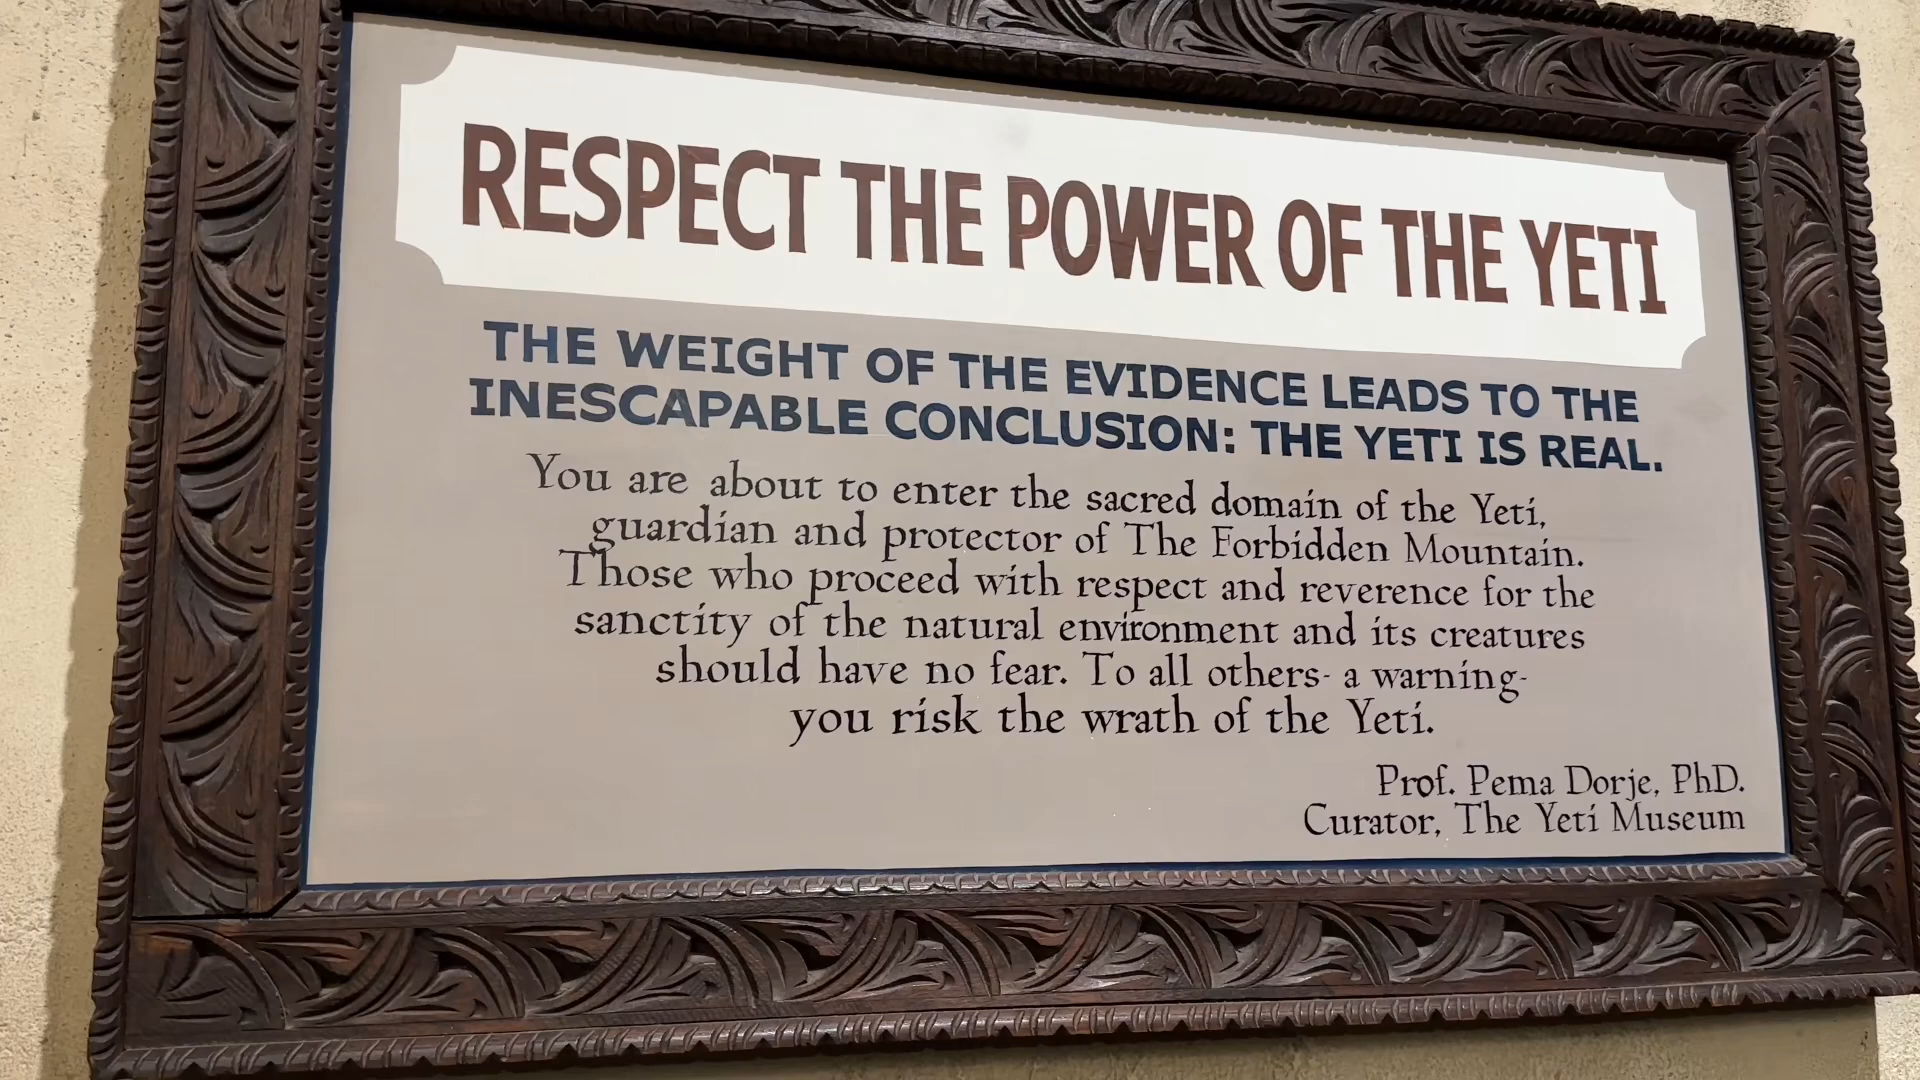 RESPECT THE POWER OF THE YETI
THE WEIGHT OF THE EVIDENCE LEADS TO THE
INESCAPABLE CONCLUSION: THE YETI IS REAL.
You are about to enter the sacred domain of the Yeti,
guardian and protector of The Forbidden Mountain.
Those who proceed with respect and reverence for the
sanctity of the natural environment and its creatures
should have no fear. To all others- a warning-
you risk the wrath of the Yeti.
Prof. Pema Dorje, PhD.
Curator, The Yeti Museum